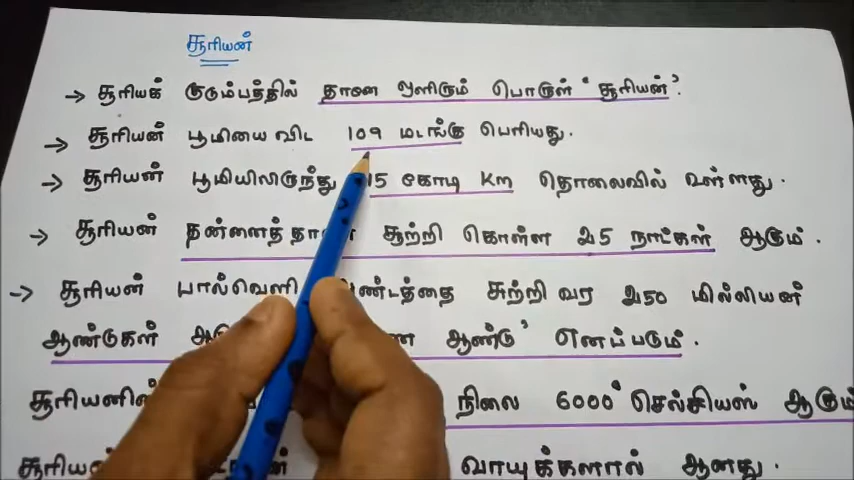 சூரியன்
→ சூரியக் குடும்பத்தில் தானே ஒளிரும் பொருள் ‘சூரியன்’.
→ சூரியன் பூமியை விட 109 மடங்கு பெரியது.
→ சூரியன் பூமியிலிருந்து 15 கோடி Km தொலைவில் உள்ளது.
→ சூரியன் தன்னைத் சுற்றி கொள்ள 25 நாட்கள் ஆகும்.
→ சூரியன் பால்வெளி சுற்றி வர 250 மில்லியன்
ஆண்டுகள் ஆண்டு’ எனப்படும்.
நிலை 6000° செல்சியஸ் ஆகும்
வாயுக்களால் ஆனது.